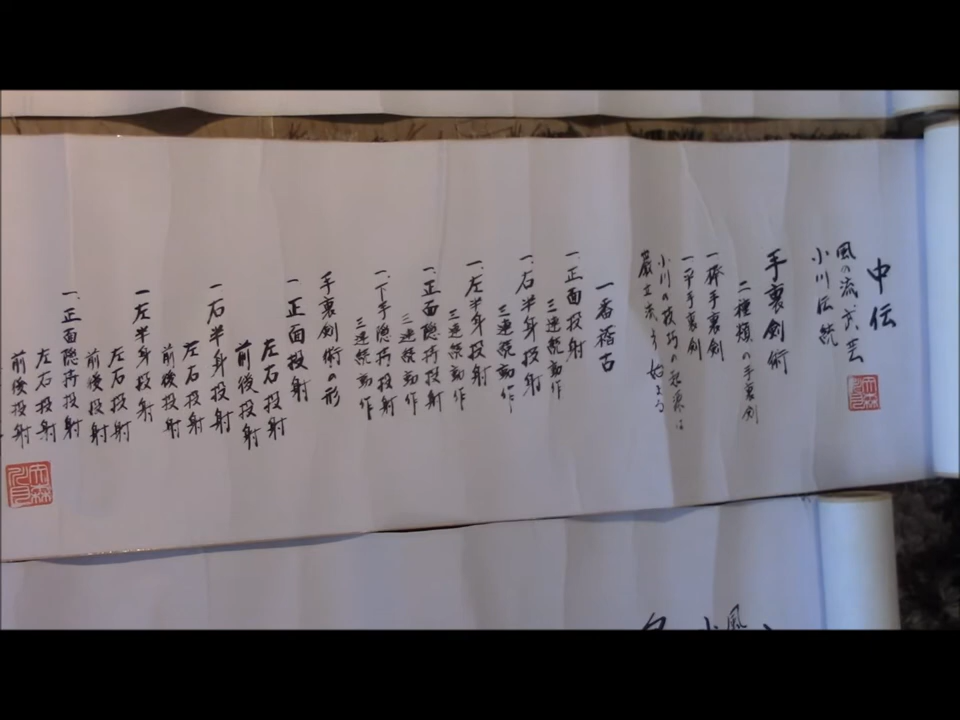 中伝
風の流武芸
小川伝統
手裏剣術
二種類の手裏剣
一棒手裏剣
一平手裏剣
小川の技巧の起源は
一番稽古
一、正面投射
三連続動作
一、右半身投射
三連続動作
一、左半身投射
三連続動作
一、正面隠持投射
三連続動作
一、下手隠持投射
三連続動作
手裏剣術の形
一、正面投射
左右投射
前後投射
一、右半身投射
左右投射
前後投射
一、左半身投射
左右投射
前後投射
一、正面隠持投射
左右投射
前後投射
風